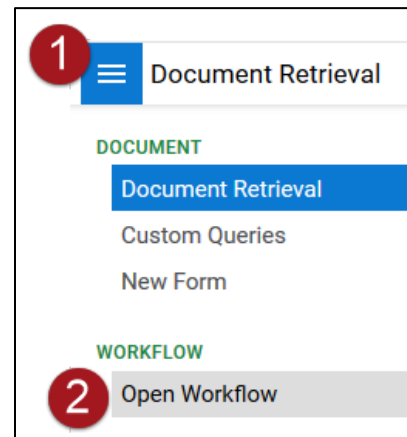 1
Document Retrieval
DOCUMENT
Document Retrieval
Custom Queries
New Form
WORKFLOW
2
Open Workflow